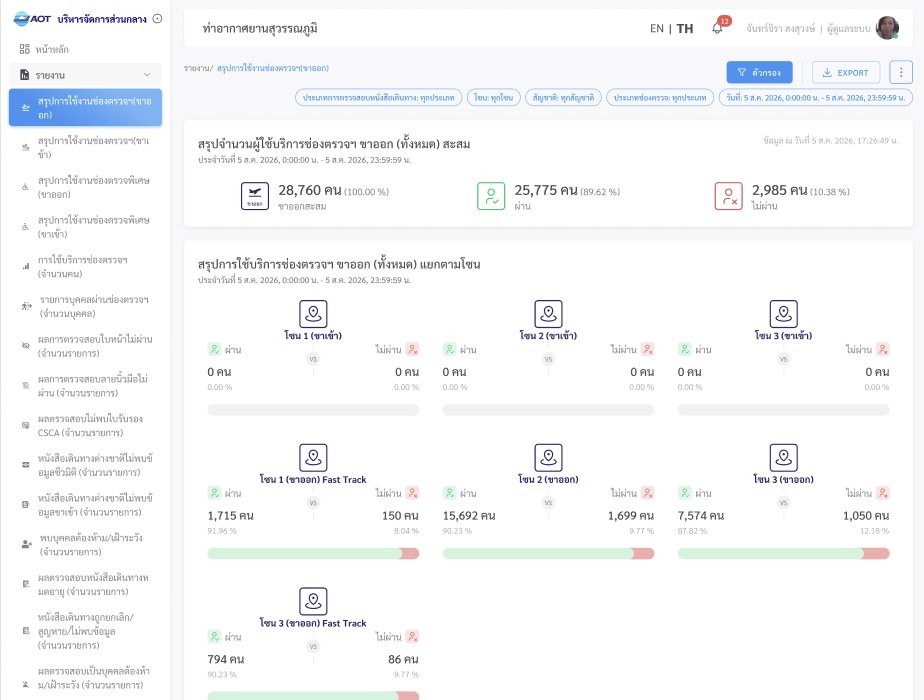 AOT บริหารจัดการส่วนกลาง
หน้าหลัก
รายงาน
สรุปการใช้งานช่องตรวจฯ(ขาอ
อก)
สรุปการใช้งานช่องตรวจฯ(ขาเ
ข้า)
สรุปการใช้งานช่องตรวจพิเศษ
(ขาออก)
สรุปการใช้งานช่องตรวจพิเศษ
(ขาเข้า)
การใช้บริการช่องตรวจฯ
(จำนวนคน)
รายการบุคคลผ่านช่องตรวจฯ
(จำนวนบุคคล)
ผลการตรวจสอบใบหน้าไม่ผ่าน
(จำนวนรายการ)
ผลการตรวจสอบลายนิ้วมือไม่
ผ่าน (จำนวนรายการ)
ผลตรวจสอบไม่พบใบรับรอง
CSCA (จำนวนรายการ)
หนังสือเดินทางต่างชาติไม่พบข้
อมูลชีวมิติ (จำนวนรายการ)
หนังสือเดินทางต่างชาติไม่พบข้
อมูลขาเข้า (จำนวนรายการ)
พบบุคคลต้องห้าม/เฝ้าระวัง
(จำนวนรายการ)
ผลตรวจสอบหนังสือเดินทางห
มดอายุ (จำนวนรายการ)
หนังสือเดินทางถูกยกเลิก/
สูญหาย/ไม่พบข้อมูล
(จำนวนรายการ)
ผลตรวจสอบเป็นบุคคลต้องห้า
ม/เฝ้าระวัง (จำนวนรายการ)
ท่าอากาศยานสุวรรณภูมิ
EN | TH
12
จันทร์จิรา สงสุวงษ์ | ผู้ดูแลระบบ
รายงาน/ สรุปการใช้งานช่องตรวจฯ(ขาออก)
ตัวกรอง
EXPORT
ประเภทการตรวจสอบหนังสือเดินทาง: ทุกประเภท
โซน: ทุกโซน
สัญชาติ: ทุกสัญชาติ
ประเภทช่องตรวจ: ทุกประเภท
วันที่: 5 ส.ค. 2026, 0:00:00 น. - 5 ส.ค. 2026, 23:59:59 น.
สรุปจำนวนผู้ใช้บริการช่องตรวจฯ ขาออก (ทั้งหมด) สะสม
ข้อมูล ณ วันที่ 5 ส.ค. 2026, 17:26:49 น.
ประจำวันที่ 5 ส.ค. 2026, 0:00:00 น. - 5 ส.ค. 2026, 23:59:59 น.
ขาออก
28,760 คน (100.00 %)
ขาออกสะสม
25,775 คน (89.62 %)
ผ่าน
2,985 คน (10.38 %)
ไม่ผ่าน
สรุปการใช้บริการช่องตรวจฯ ขาออก (ทั้งหมด) แยกตามโซน
ประจำวันที่ 5 ส.ค. 2026, 0:00:00 น. - 5 ส.ค. 2026, 23:59:59 น.
โซน 1 (ขาเข้า)
ผ่าน VS ไม่ผ่าน
0 คน 0 คน
0.00 % 0.00 %
โซน 2 (ขาเข้า)
ผ่าน VS ไม่ผ่าน
0 คน 0 คน
0.00 % 0.00 %
โซน 3 (ขาเข้า)
ผ่าน VS ไม่ผ่าน
0 คน 0 คน
0.00 % 0.00 %
โซน 1 (ขาออก) Fast Track
ผ่าน VS ไม่ผ่าน
1,715 คน 150 คน
91.96 % 8.04 %
โซน 2 (ขาออก)
ผ่าน VS ไม่ผ่าน
15,692 คน 1,699 คน
90.23 % 9.77 %
โซน 3 (ขาออก)
ผ่าน VS ไม่ผ่าน
7,574 คน 1,050 คน
87.82 % 12.18 %
โซน 3 (ขาออก) Fast Track
ผ่าน VS ไม่ผ่าน
794 คน 86 คน
90.23 % 9.77 %